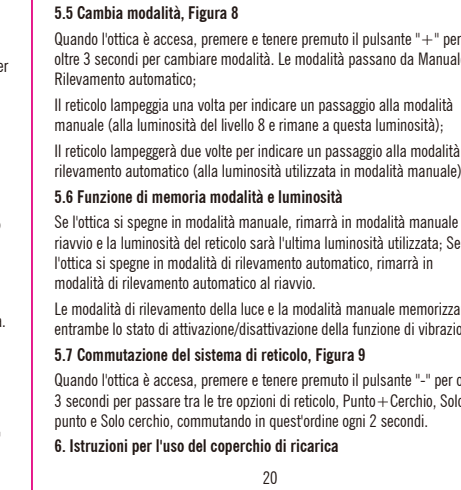 5.5 Cambia modalità, Figura 8
Quando l'ottica è accesa, premere e tenere premuto il pulsante "+" per
oltre 3 secondi per cambiare modalità. Le modalità passano da Manual
Rilevamento automatico;
Il reticolo lampeggia una volta per indicare un passaggio alla modalità
manuale (alla luminosità del livello 8 e rimane a questa luminosità);
Il reticolo lampeggerà due volte per indicare un passaggio alla modalità
rilevamento automatico (alla luminosità utilizzata in modalità manuale)
5.6 Funzione di memoria modalità e luminosità
Se l'ottica si spegne in modalità manuale, rimarrà in modalità manuale
riavvio e la luminosità del reticolo sarà l'ultima luminosità utilizzata; Se
l'ottica si spegne in modalità di rilevamento automatico, rimarrà in
modalità di rilevamento automatico al riavvio.
Le modalità di rilevamento della luce e la modalità manuale memorizza
entrambe lo stato di attivazione/disattivazione della funzione di vibrazio
5.7 Commutazione del sistema di reticolo, Figura 9
Quando l'ottica è accesa, premere e tenere premuto il pulsante "-" per o
3 secondi per passare tra le tre opzioni di reticolo, Punto+Cerchio, Solo
punto e Solo cerchio, commutando in quest'ordine ogni 2 secondi.
6. Istruzioni per l'uso del coperchio di ricarica
20